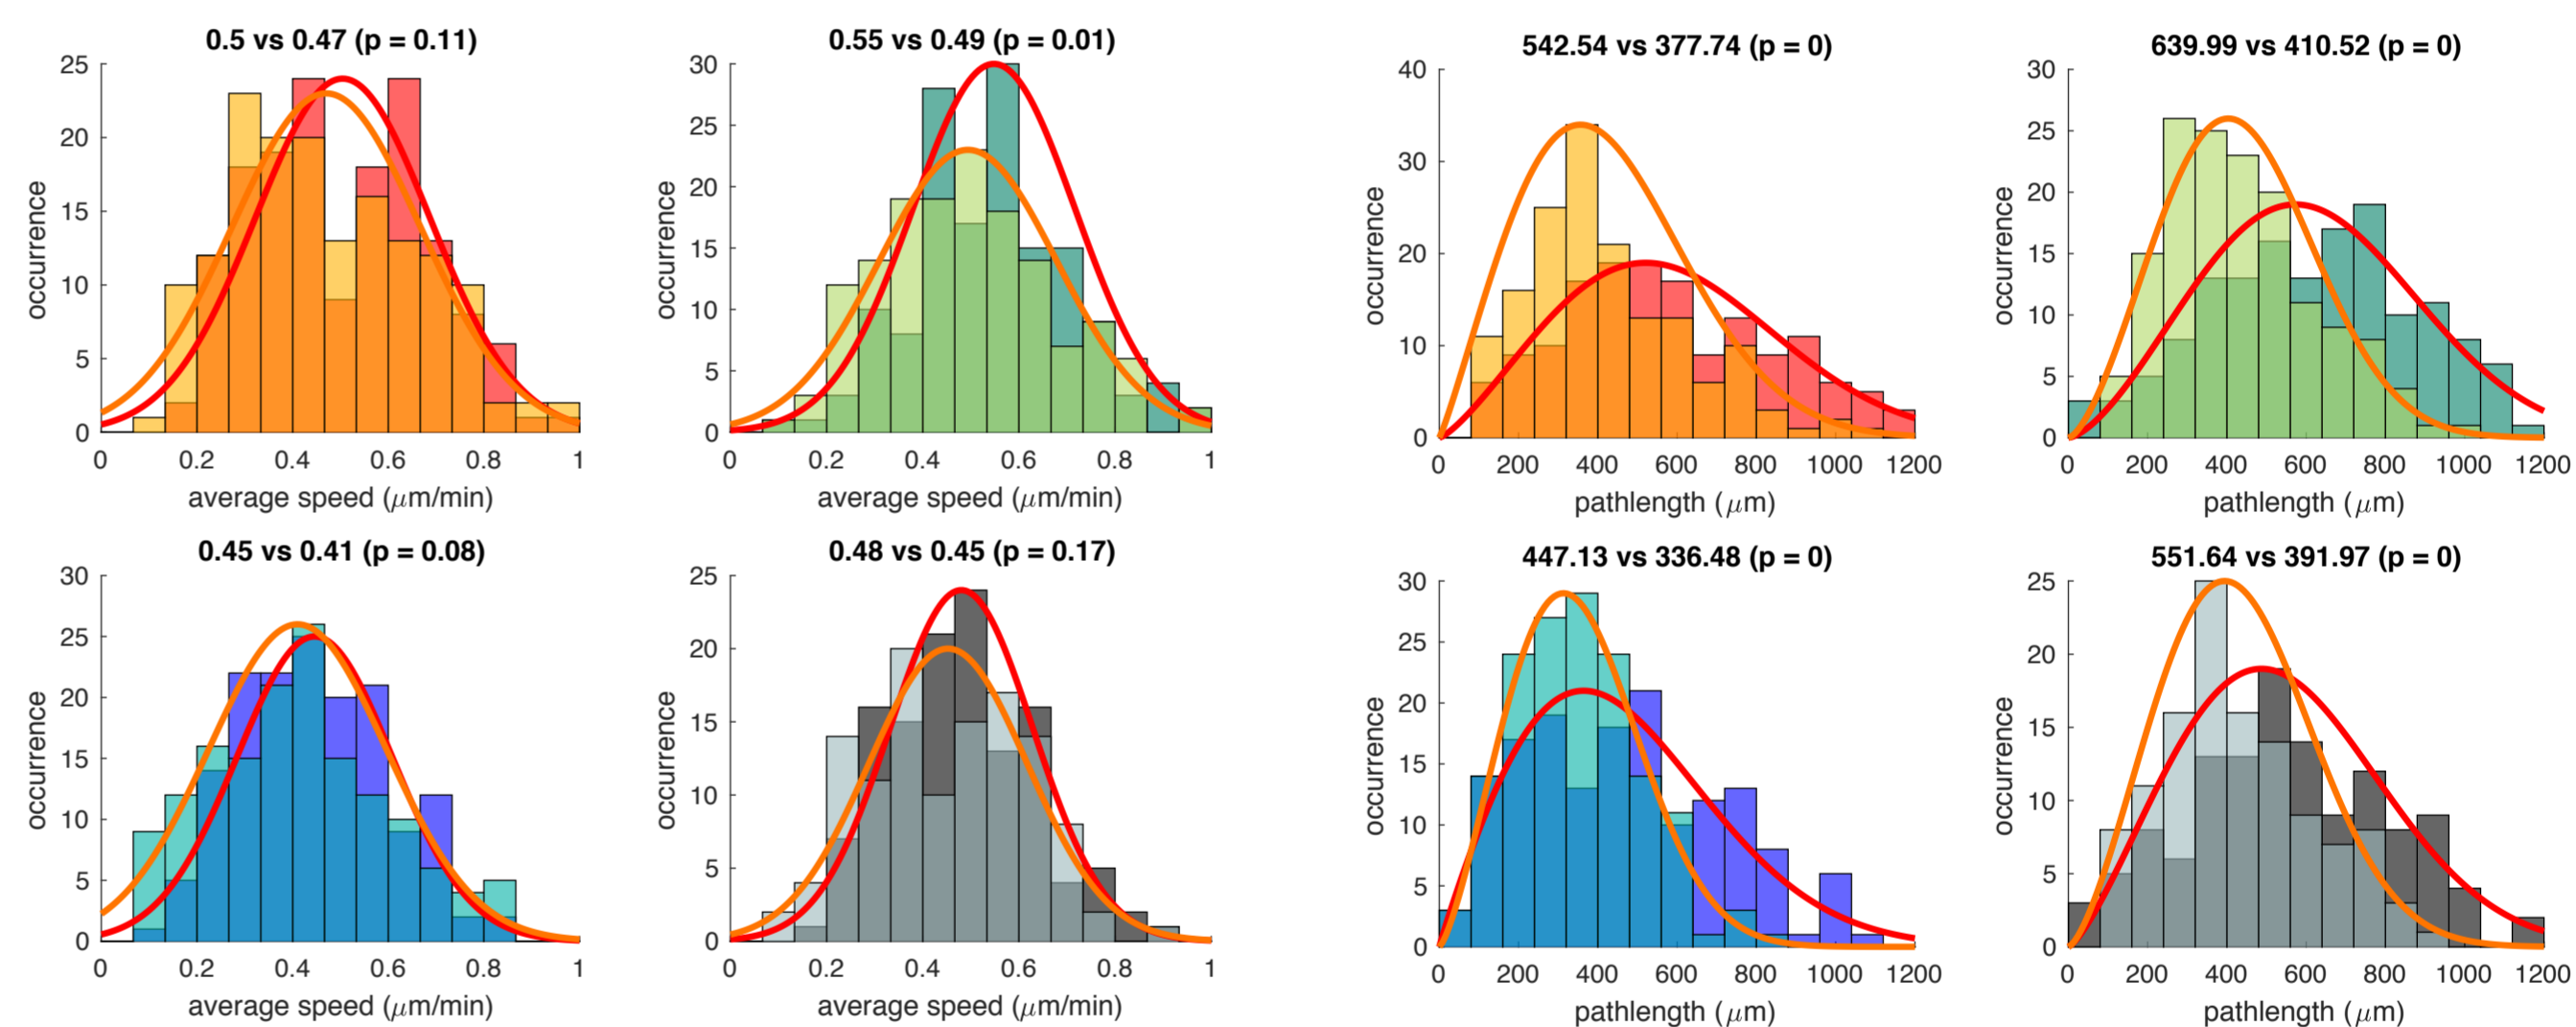 0.5 vs 0.47 (p = 0.11)
25
20
15
10
5
0
occurrence
0 0.2 0.4 0.6 0.8 1
average speed (μm/min)
0.55 vs 0.49 (p = 0.01)
30
25
20
15
10
5
0
occurrence
0 0.2 0.4 0.6 0.8 1
average speed (μm/min)
542.54 vs 377.74 (p = 0)
40
30
20
10
0
occurrence
0 200 400 600 800 1000 1200
pathlength (μm)
639.99 vs 410.52 (p = 0)
30
25
20
15
10
5
0
occurrence
0 200 400 600 800 1000 1200
pathlength (μm)
0.45 vs 0.41 (p = 0.08)
30
25
20
15
10
5
0
occurrence
0 0.2 0.4 0.6 0.8 1
average speed (μm/min)
0.48 vs 0.45 (p = 0.17)
25
20
15
10
5
0
occurrence
0 0.2 0.4 0.6 0.8 1
average speed (μm/min)
447.13 vs 336.48 (p = 0)
30
25
20
15
10
5
0
occurrence
0 200 400 600 800 1000 1200
pathlength (μm)
551.64 vs 391.97 (p = 0)
25
20
15
10
5
0
occurrence
0 200 400 600 800 1000 1200
pathlength (μm)